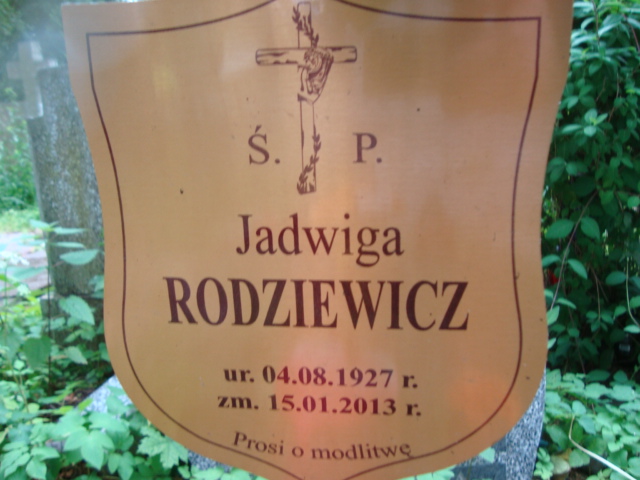 Ś. P.
Jadwiga
RODZIEWICZ
ur. 04.08.1927 r.
zm. 15.01.2013 r.
Prosi o modlitwę